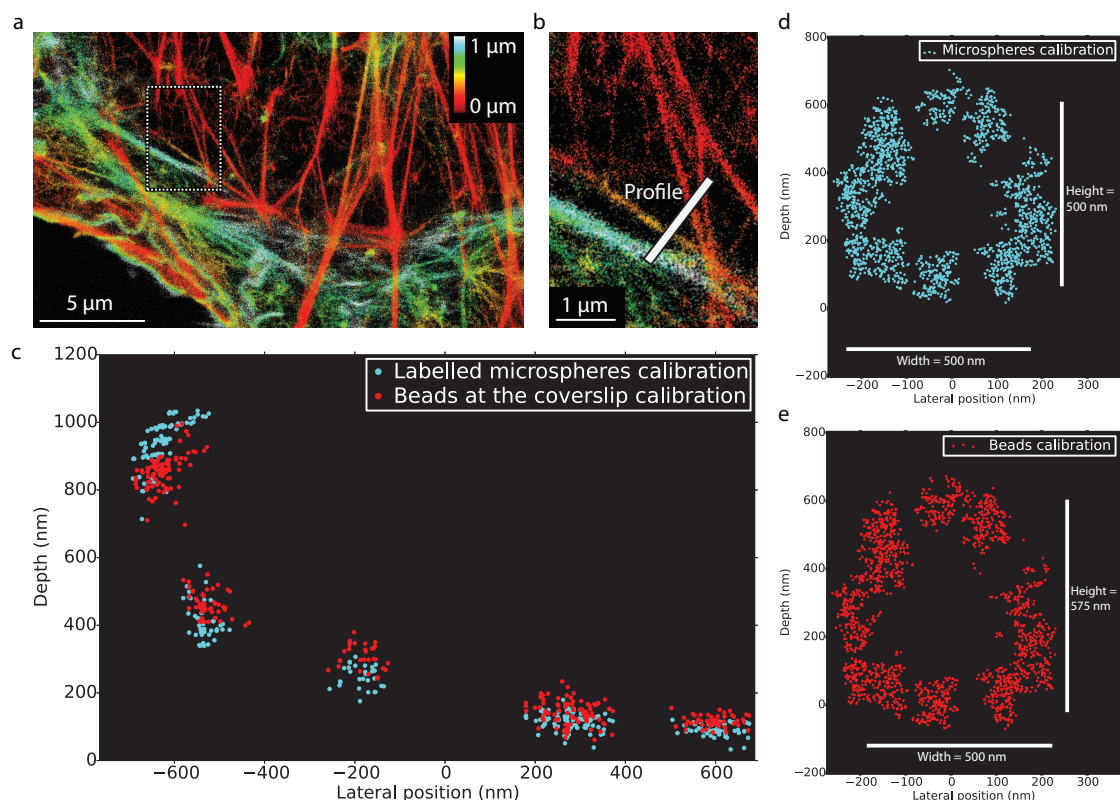 a
1 µm
0 µm
5 µm
b
Profile
1 µm
c
1200
1000
800
600
400
200
0
Depth (nm)
Labelled microspheres calibration
Beads at the coverslip calibration
−600
−400
−200
0
200
400
600
Lateral position (nm)
d
800
600
400
200
0
−200
Depth (nm)
Microspheres calibration
Height =
500 nm
Width = 500 nm
−200
−100
0
100
200
300
Lateral position (nm)
e
800
600
400
200
0
−200
Depth (nm)
Beads calibration
Height =
575 nm
Width = 500 nm
−200
−100
0
100
200
300
Lateral position (nm)